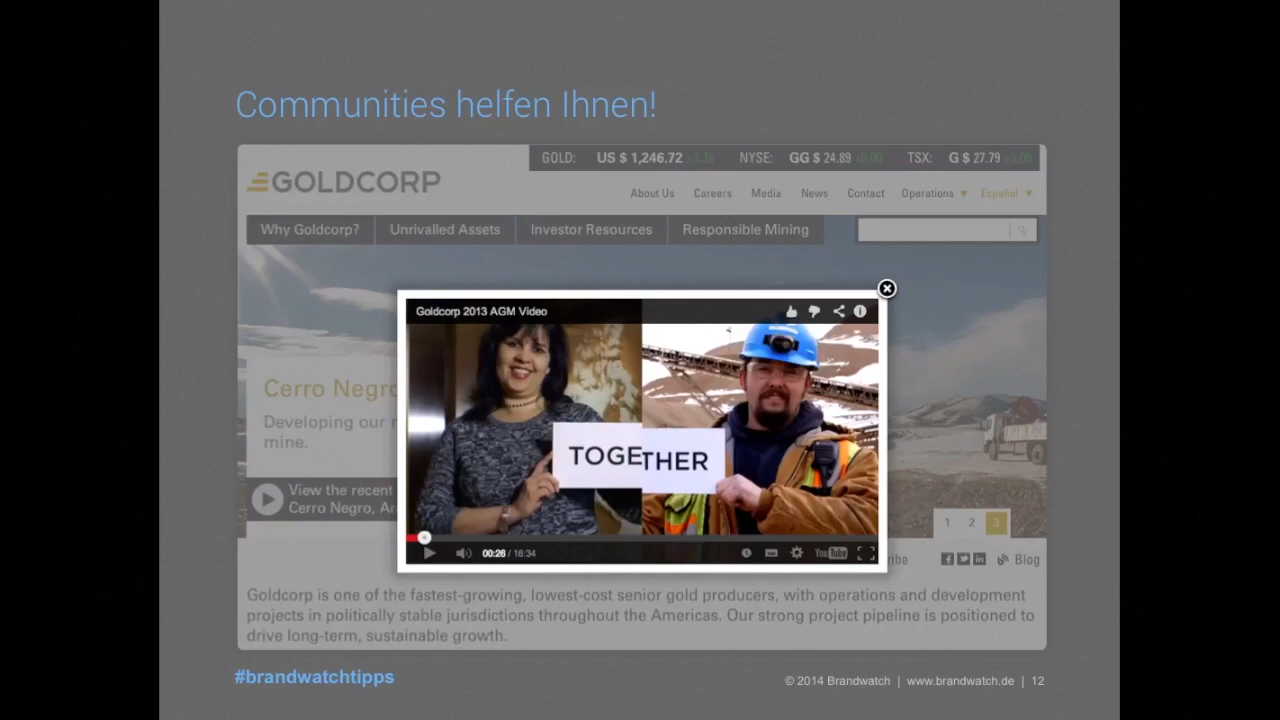 Communities helfen Ihnen!
GOLD: US $ 1,246.72 NYSE: GG $ 24.89 +0.00 TSX: G $ 27.79 +0.00
GOLDCORP
About Us Careers Media News Contact Operations Español
Why Goldcorp? Unrivalled Assets Investor Resources Responsible Mining
Goldcorp 2013 AGM Video
Cerro Negro
Developing our
mine.
TOGETHER
View the recent
Cerro Negro,
1 2 3
00:26 / 16:34 YouTube
Blog
Goldcorp is one of the fastest-growing, lowest-cost senior gold producers, with operations and development
projects in politically stable jurisdictions throughout the Americas. Our strong project pipeline is positioned to
drive long-term, sustainable growth.
#brandwatchtipps
© 2014 Brandwatch | www.brandwatch.de | 12